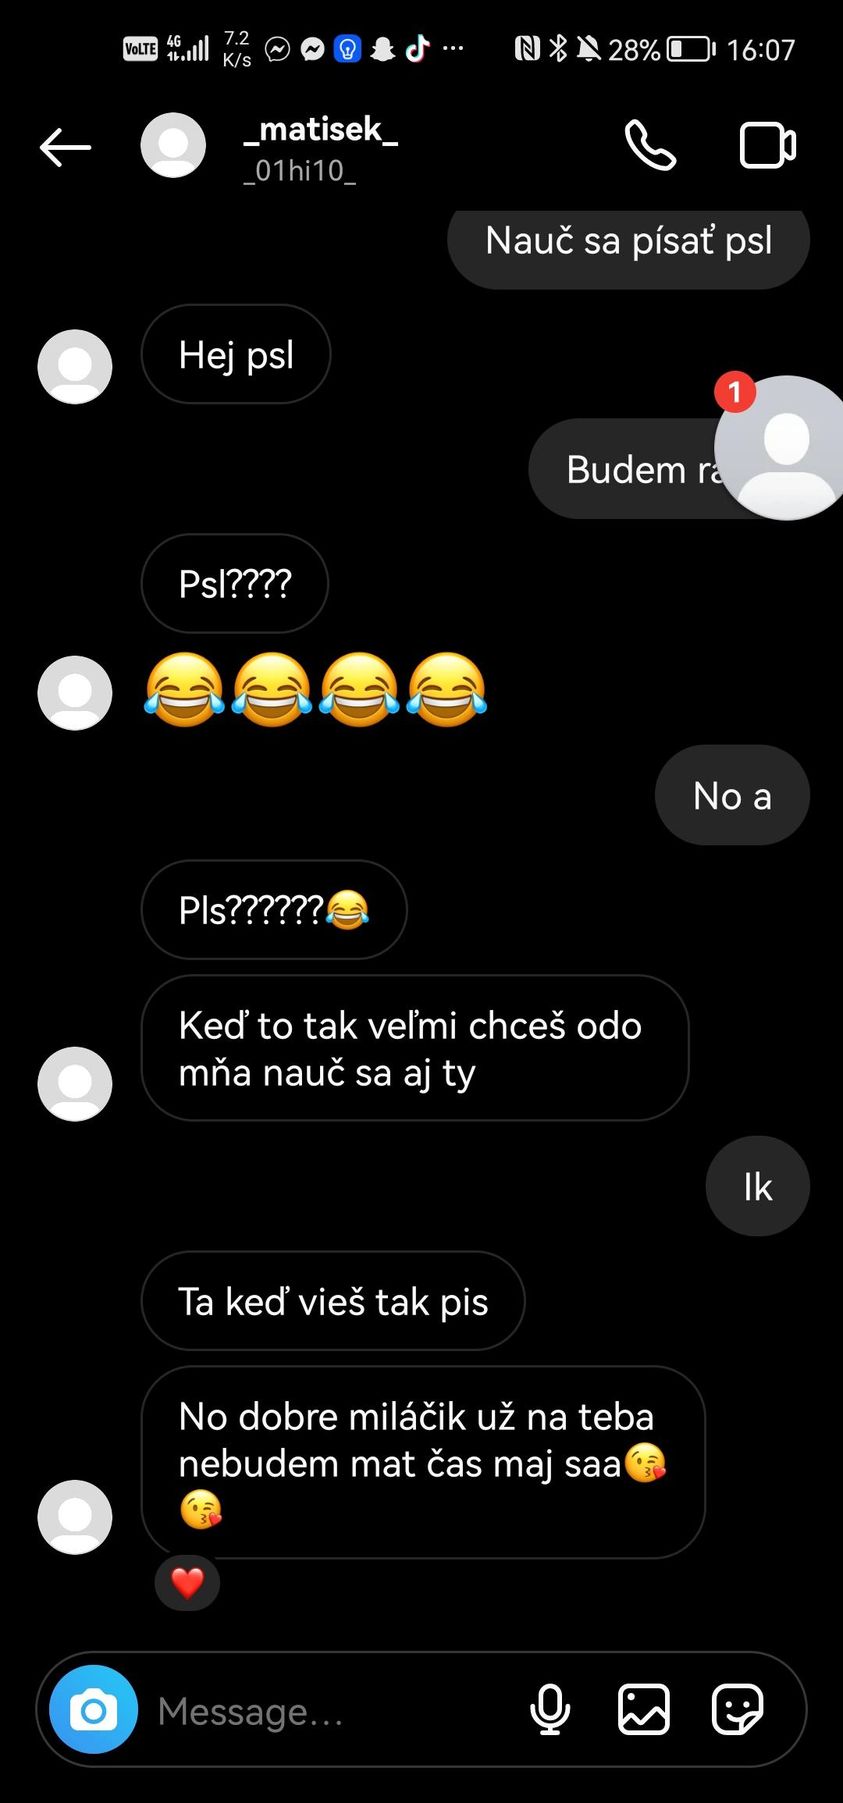 VoLTE 4G 7.2 K/s 28% 16:07
_matisek_
_01hi10_
Nauč sa písať psl
Hej psl
1
Budem
Psl????
😂😂😂😂
No a
Pls??????😂
Keď to tak veľmi chceš odo
mňa nauč sa aj ty
Ik
Ta keď vieš tak pis
No dobre miláčik už na teba
nebudem mat čas maj saa😘
😘
❤️
Message...